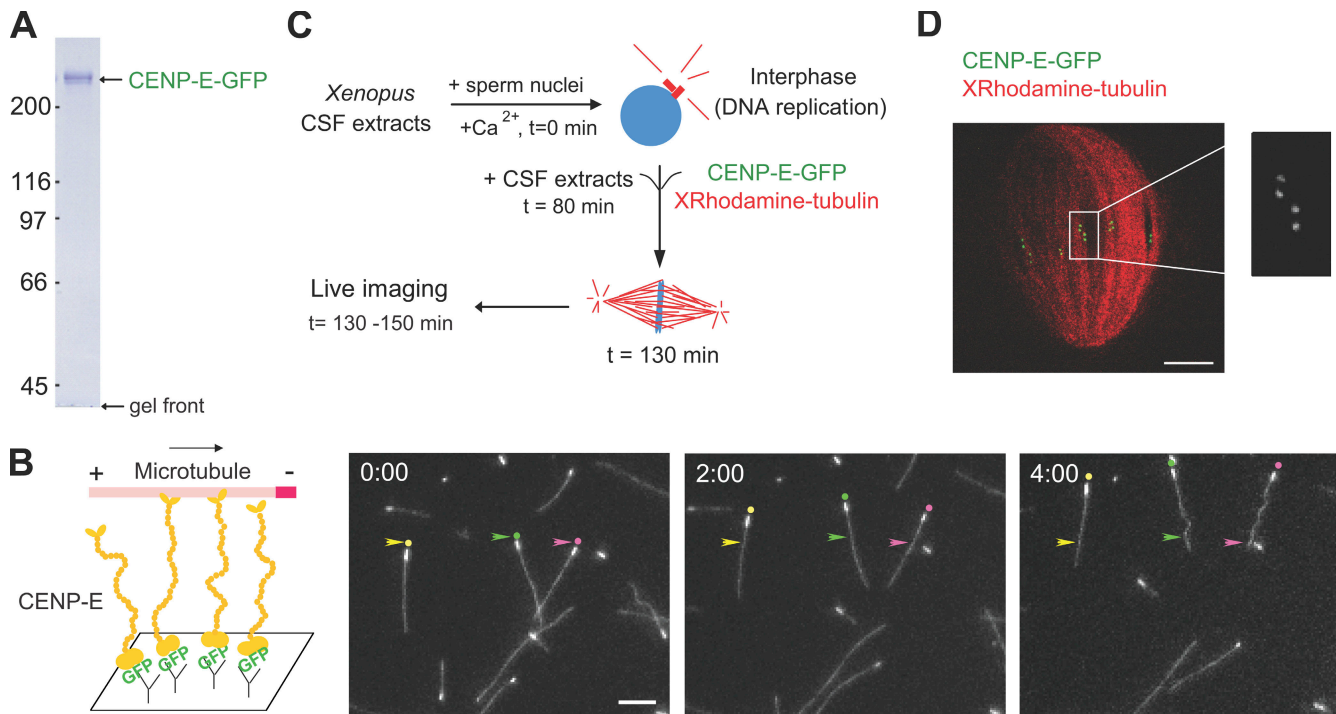 A
CENP-E-GFP
200
116
97
66
45
gel front
C
Xenopus
CSF extracts
+ sperm nuclei
+Ca2+, t=0 min
Interphase
(DNA replication)
+ CSF extracts
t = 80 min
CENP-E-GFP
XRhodamine-tubulin
Live imaging
t= 130 -150 min
t = 130 min
D
CENP-E-GFP
XRhodamine-tubulin
B
+ Microtubule -
CENP-E
GFP GFP GFP GFP
0:00
2:00
4:00